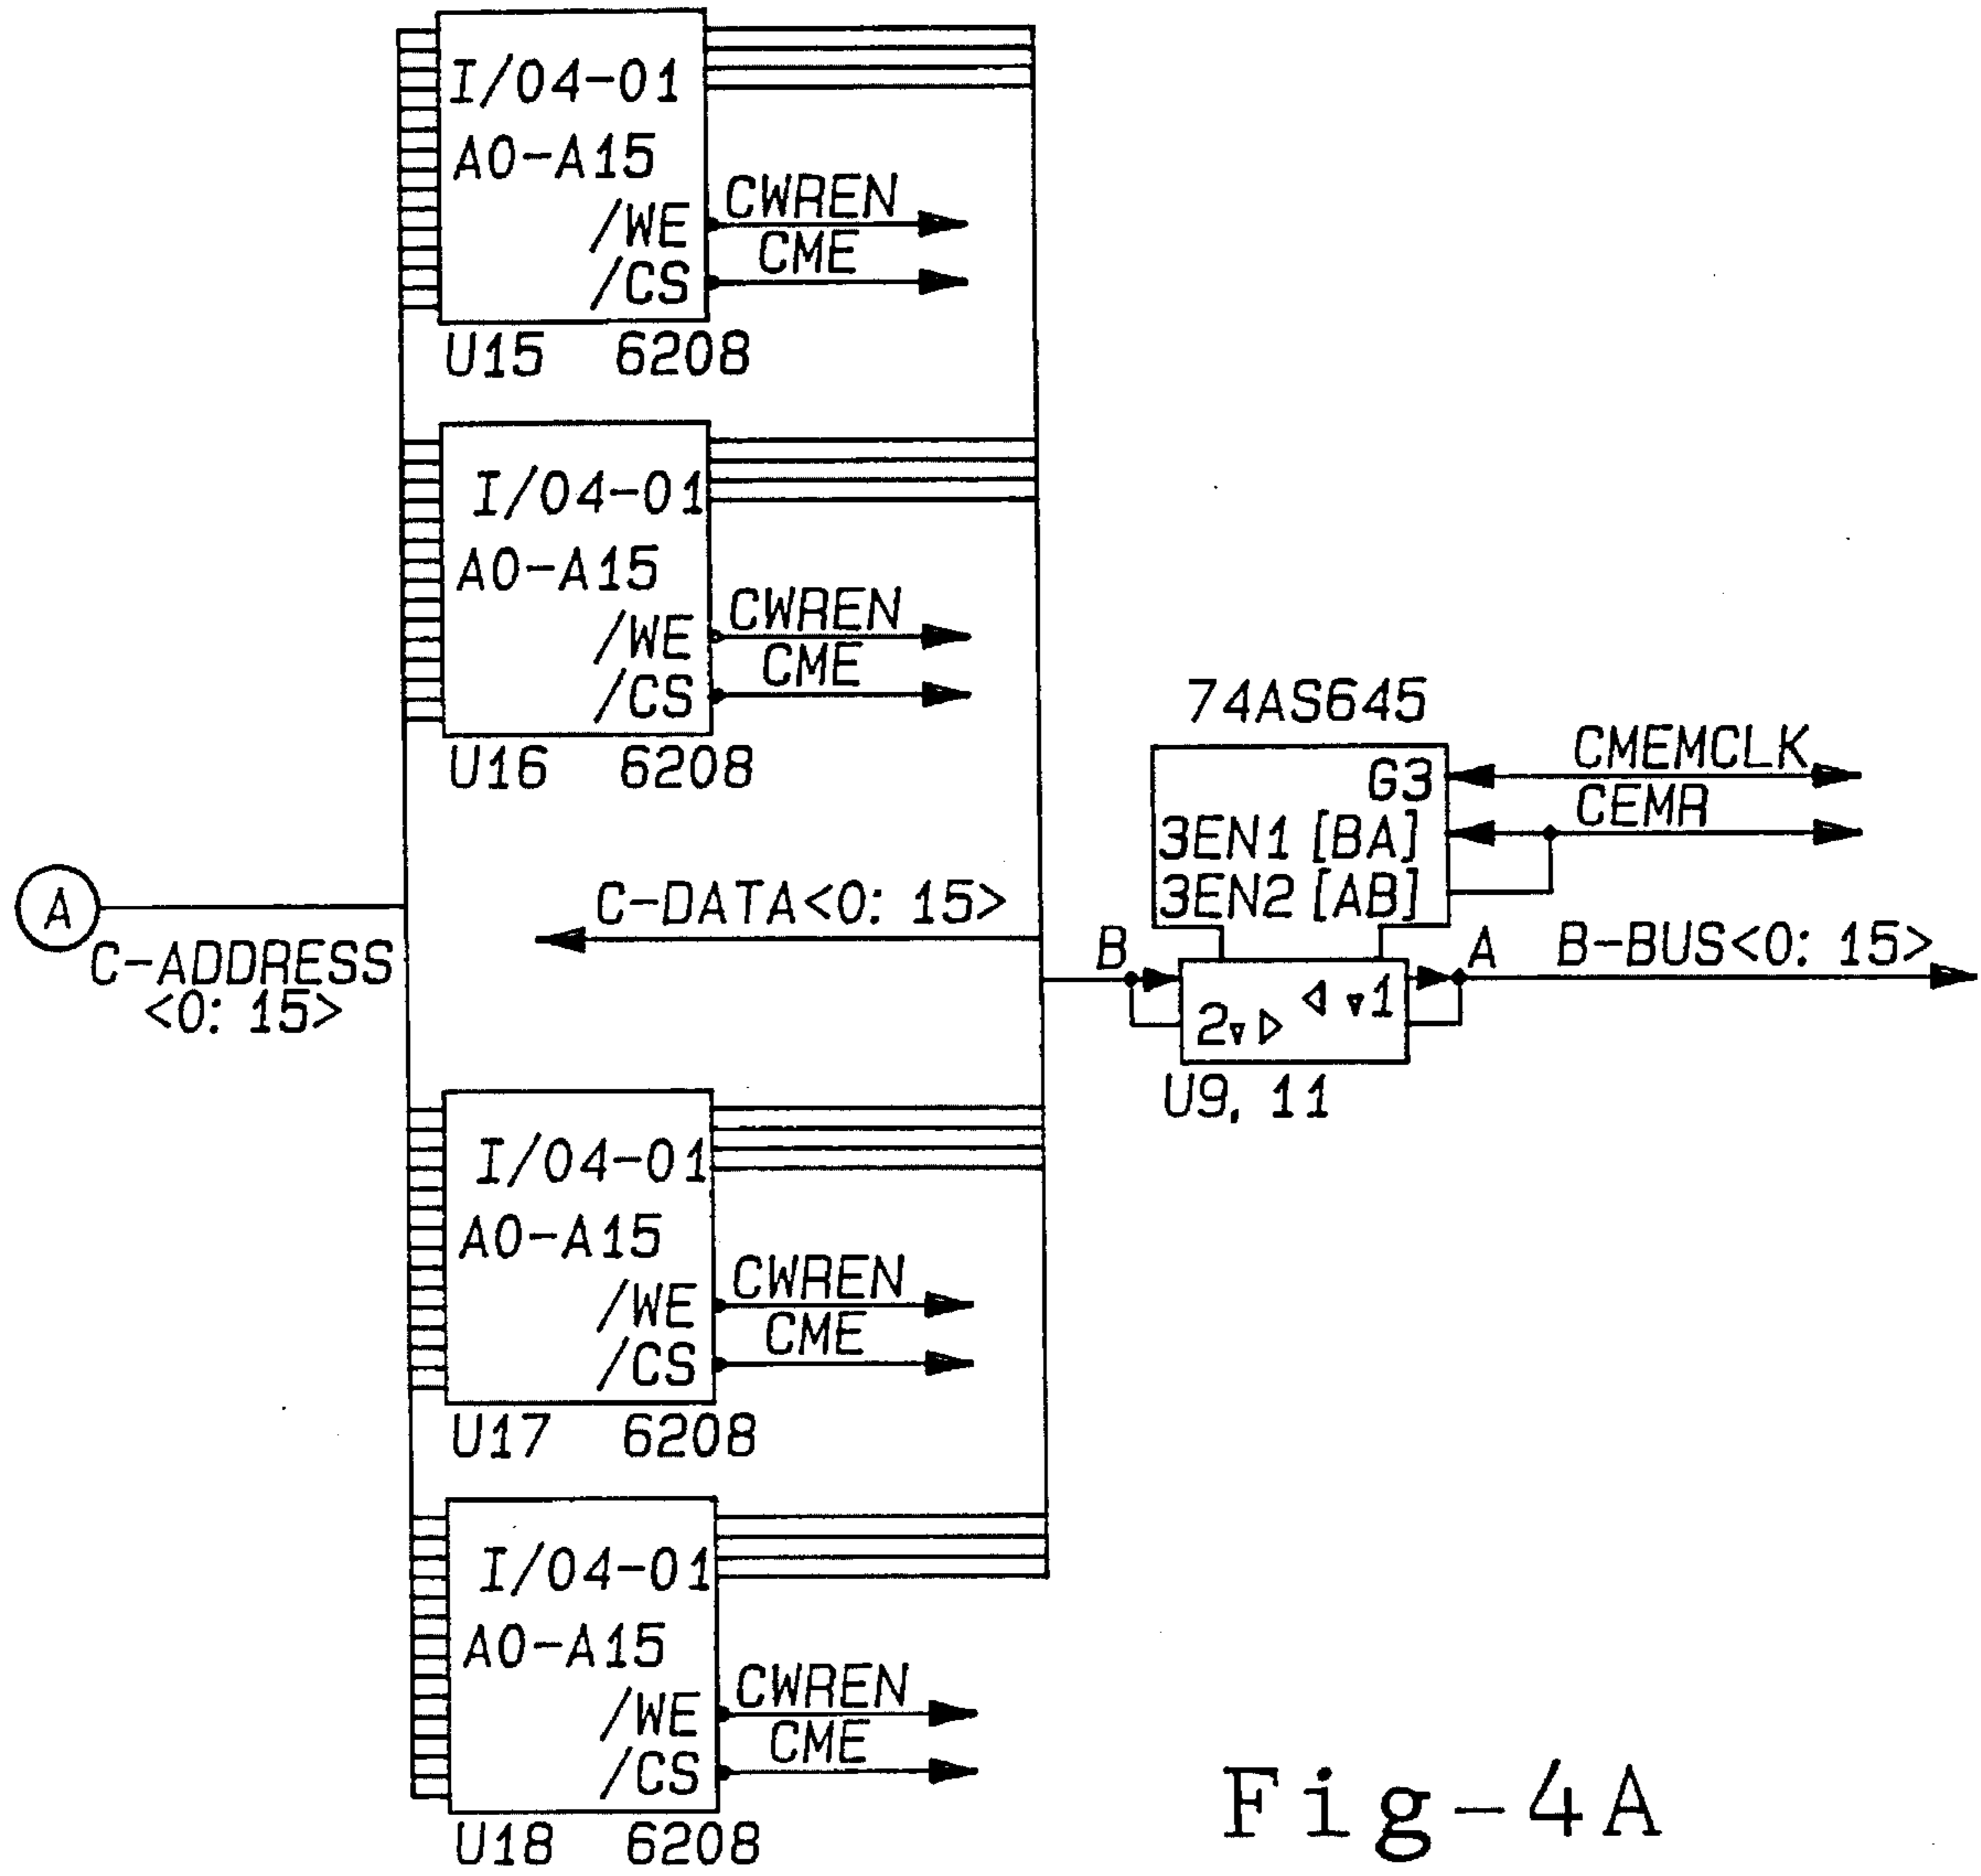 I/04-01
A0-A15
/WE
/CS
CWREN
CME
U15 6208
I/04-01
A0-A15
/WE
/CS
CWREN
CME
U16 6208
74AS645
G3
3EN1 [BA]
3EN2 [AB]
CMEMCLK
CEMR
A
C-ADDRESS
<0: 15>
C-DATA<0: 15>
B
A
B-BUS<0: 15>
2▿▷ ◁▿1
U9, 11
I/04-01
A0-A15
/WE
/CS
CWREN
CME
U17 6208
I/04-01
A0-A15
/WE
/CS
CWREN
CME
U18 6208
Fig-4A